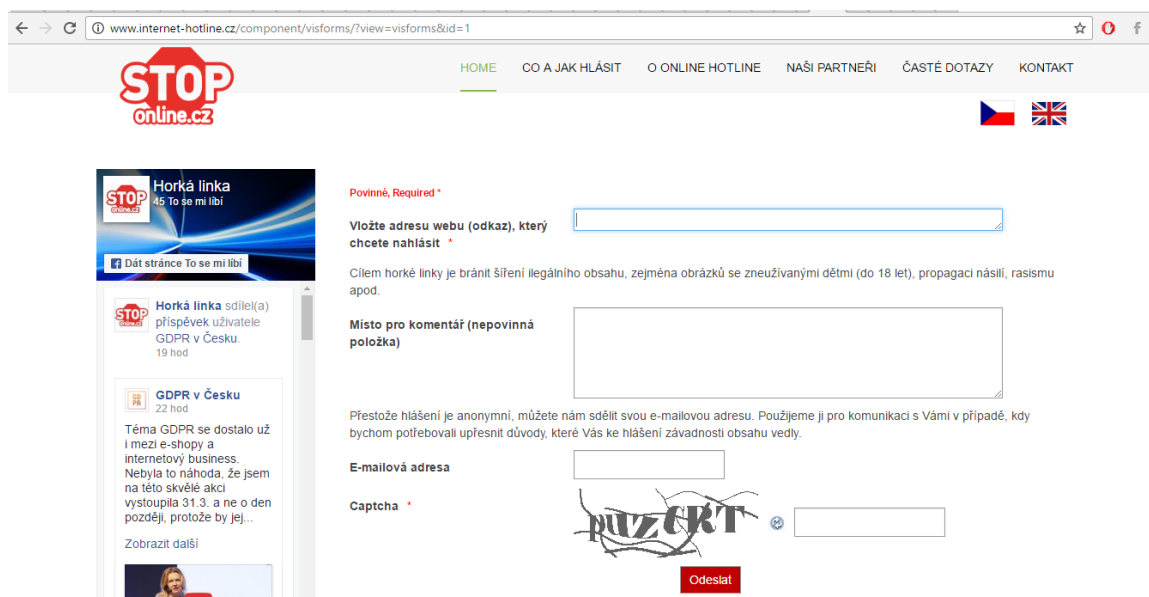 www.internet-hotline.cz/component/visforms/?view=visforms&id=1
STOP
online.cz
HOME CO A JAK HLÁSIT O ONLINE HOTLINE NAŠI PARTNEŘI ČASTÉ DOTAZY KONTAKT
STOP
online.cz
Horká linka
45 To se mi líbí
Dát stránce To se mi líbí
STOP
Horká linka sdílel(a)
příspěvek uživatele
GDPR v Česku.
19 hod
GDPR v Česku
22 hod
Téma GDPR se dostalo už
i mezi e-shopy a
internetový business.
Nebyla to náhoda, že jsem
na této skvělé akci
vystoupila 31.3. a ne o den
později, protože by jej...
Zobrazit další
Povinné, Required *
Vložte adresu webu (odkaz), který
chcete nahlásit *
Cílem horké linky je bránit šíření ilegálního obsahu, zejména obrázků se zneužívanými dětmi (do 18 let), propagaci násilí, rasismu
apod.
Místo pro komentář (nepovinná
položka)
Přestože hlášení je anonymní, můžete nám sdělit svou e-mailovou adresu. Použijeme ji pro komunikaci s Vámi v případě, kdy
bychom potřebovali upřesnit důvody, které Vás ke hlášení závadnosti obsahu vedly.
E-mailová adresa
Captcha *
puzCRT
Odeslat